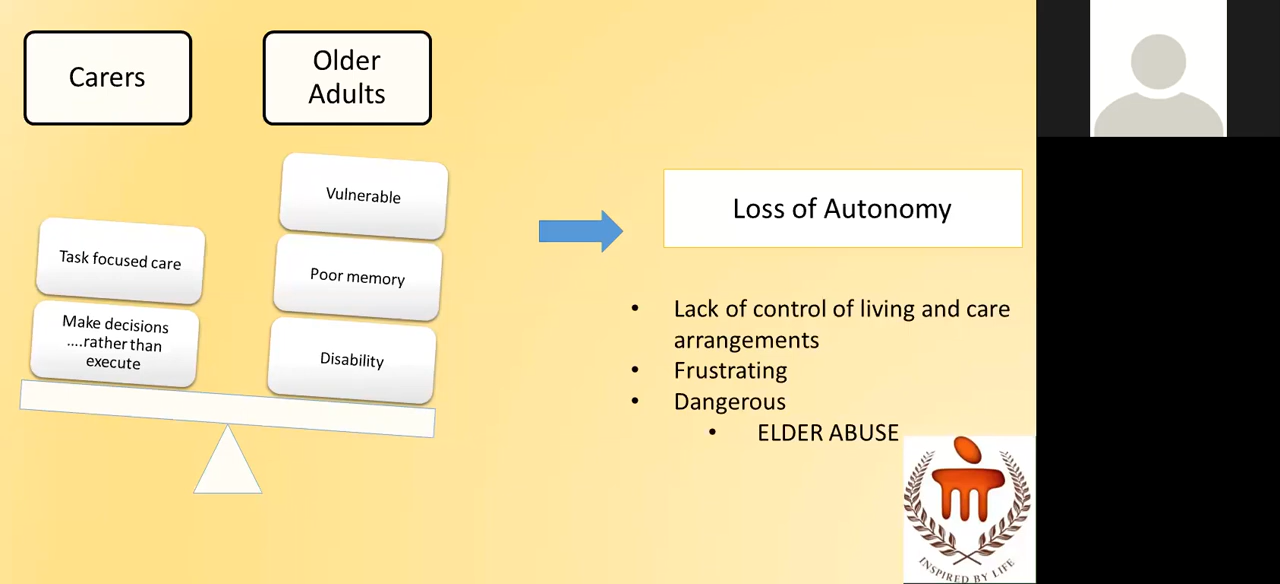 Carers
Older
Adults
Vulnerable
Task focused care
Poor memory
Make decisions
....rather than
execute
Disability
Loss of Autonomy
• Lack of control of living and care
arrangements
• Frustrating
• Dangerous
• ELDER ABUSE
INSPIRED BY LIFE